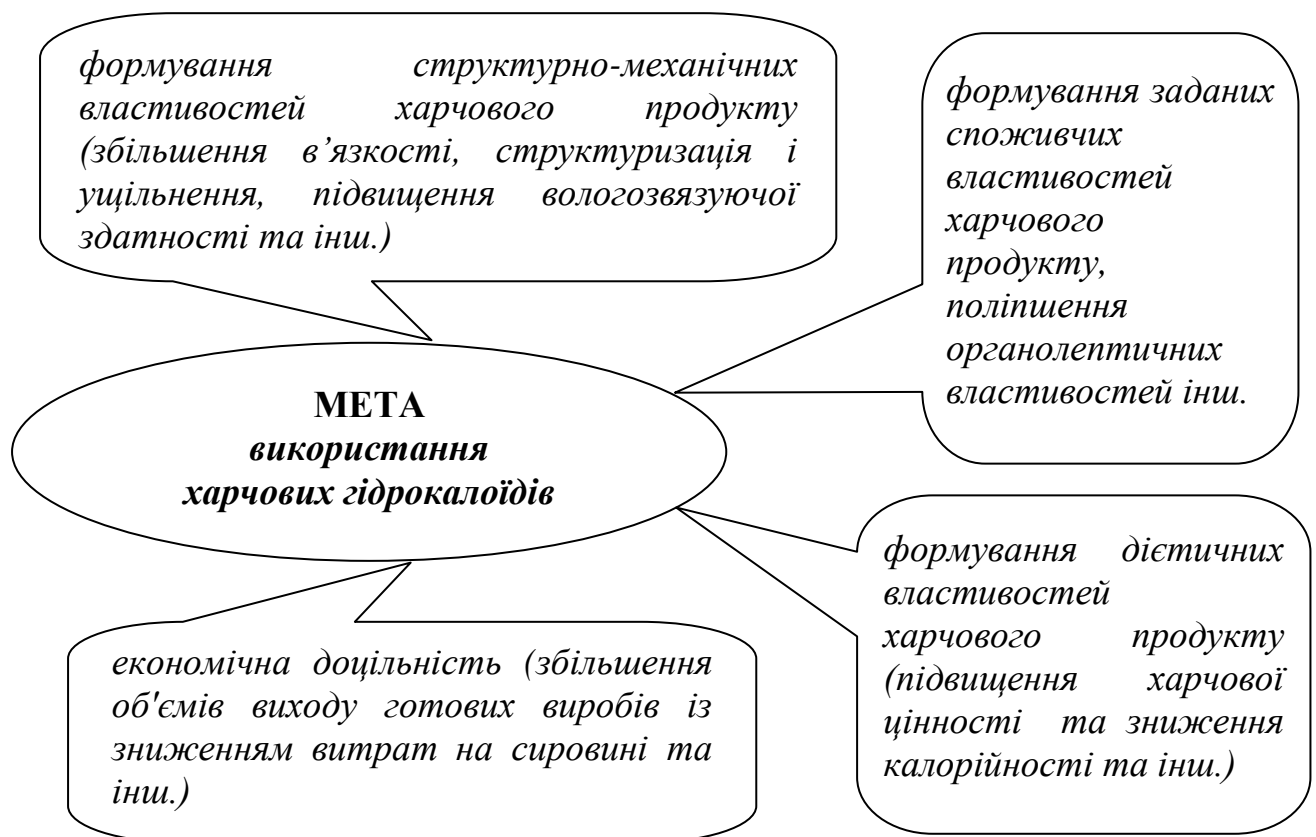 формування структурно-механічних
властивостей харчового продукту
(збільшення в’язкості, структуризація і
ущільнення, підвищення вологозвязуючої
здатності та інш.)
формування заданих
споживчих
властивостей
харчового
продукту,
поліпшення
органолептичних
властивостей інш.
МЕТА
використання
харчових гідрокалоїдів
формування дієтичних
властивостей
харчового продукту
(підвищення харчової
цінності та зниження
калорійності та інш.)
економічна доцільність (збільшення
об'ємів виходу готових виробів із
зниженням витрат на сировині та
інш.)